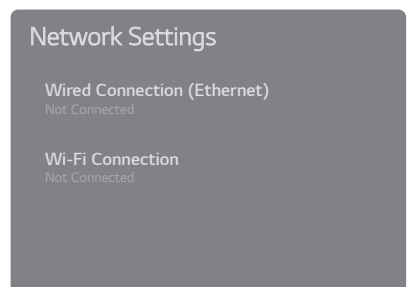 Network Settings
Wired Connection (Ethernet)
Not Connected
Wi-Fi Connection
Not Connected